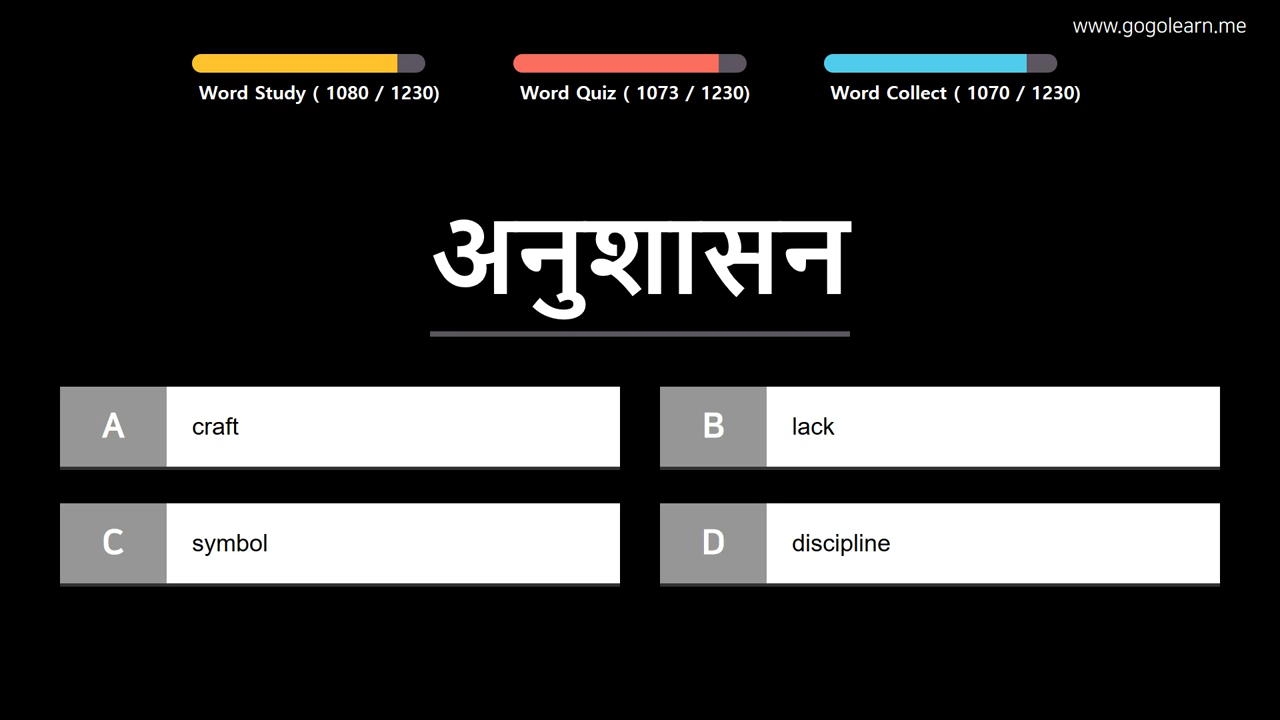 www.gogolearn.me
Word Study ( 1080 / 1230)
Word Quiz ( 1073 / 1230)
Word Collect ( 1070 / 1230)
अनुशासन
A craft
B lack
C symbol
D discipline